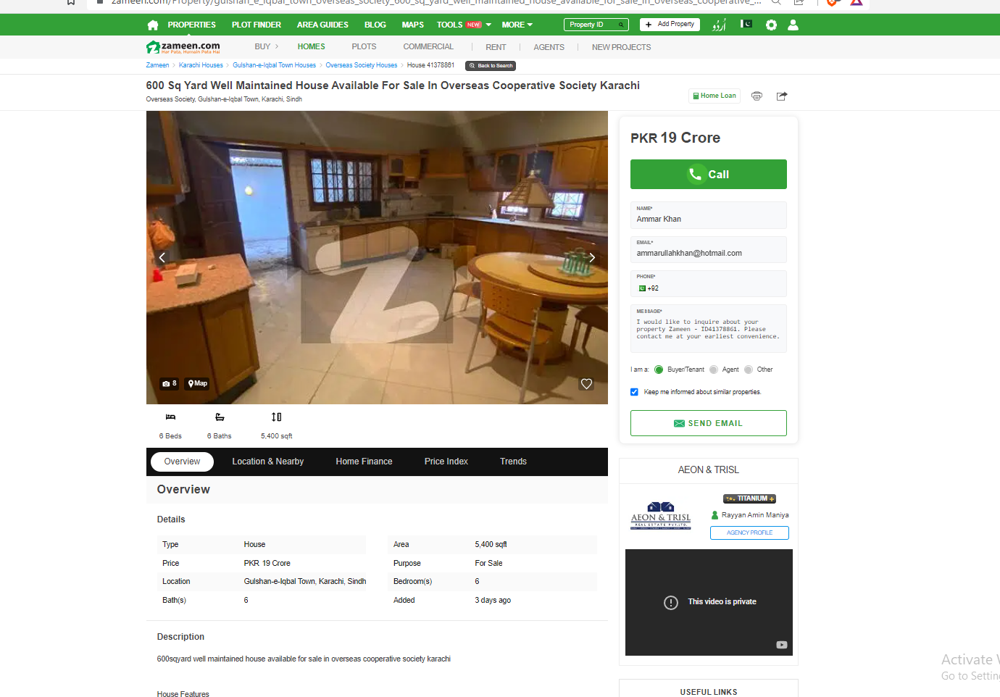 zameen.com/Property/gulshan_e_iqbal_town_overseas_society_600_sq_yard_well_maintained_house_available_for_sale_in_overseas_cooperative_...
PROPERTIES PLOT FINDER AREA GUIDES BLOG MAPS TOOLS NEW MORE Property ID + Add Property اُردُو
zameen.com
Har Pata, Humain Pata Hai
BUY HOMES PLOTS COMMERCIAL RENT AGENTS NEW PROJECTS
Zameen > Karachi Houses > Gulshan-e-Iqbal Town Houses > Overseas Society Houses > House 41378861 Back to Search
600 Sq Yard Well Maintained House Available For Sale In Overseas Cooperative Society Karachi
Overseas Society, Gulshan-e-Iqbal Town, Karachi, Sindh
Home Loan
8 Map
6 Beds 6 Baths 5,400 sqft
Overview Location & Nearby Home Finance Price Index Trends
Overview
Details
Type House Area 5,400 sqft
Price PKR 19 Crore Purpose For Sale
Location Gulshan-e-Iqbal Town, Karachi, Sindh Bedroom(s) 6
Bath(s) 6 Added 3 days ago
Description
600sqyard well maintained house available for sale in overseas cooperative society karachi
House Features
PKR 19 Crore
Call
NAME*
Ammar Khan
EMAIL*
ammarullahkhan@hotmail.com
PHONE*
+92
MESSAGE*
I would like to inquire about your
property Zameen - ID41378861. Please
contact me at your earliest convenience.
I am a: Buyer/Tenant Agent Other
Keep me informed about similar properties.
SEND EMAIL
AEON & TRISL
TITANIUM +
AEON & TRISL
REAL ESTATE PVT.LTD.
Rayyan Amin Maniya
AGENCY PROFILE
This video is private
USEFUL LINKS
Activate
Go to Settin